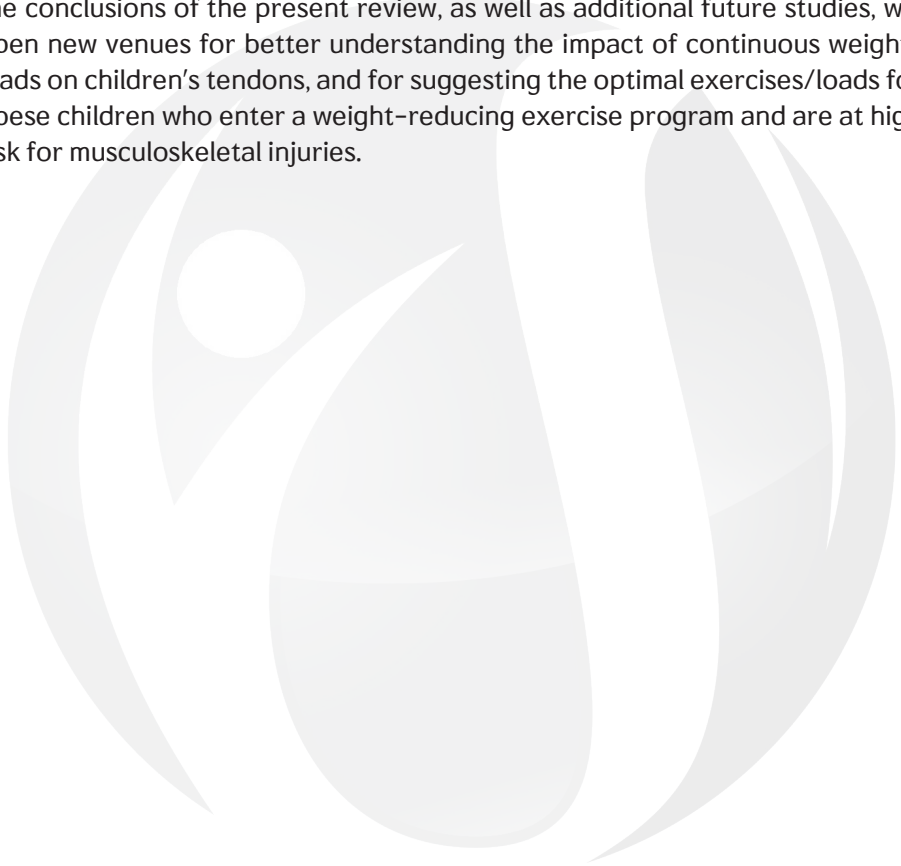 he conclusions of the present review, as well as additional future studies, w
pen new venues for better understanding the impact of continuous weight
ads on children's tendons, and for suggesting the optimal exercises/loads fo
bese children who enter a weight-reducing exercise program and are at hig
sk for musculoskeletal injuries.